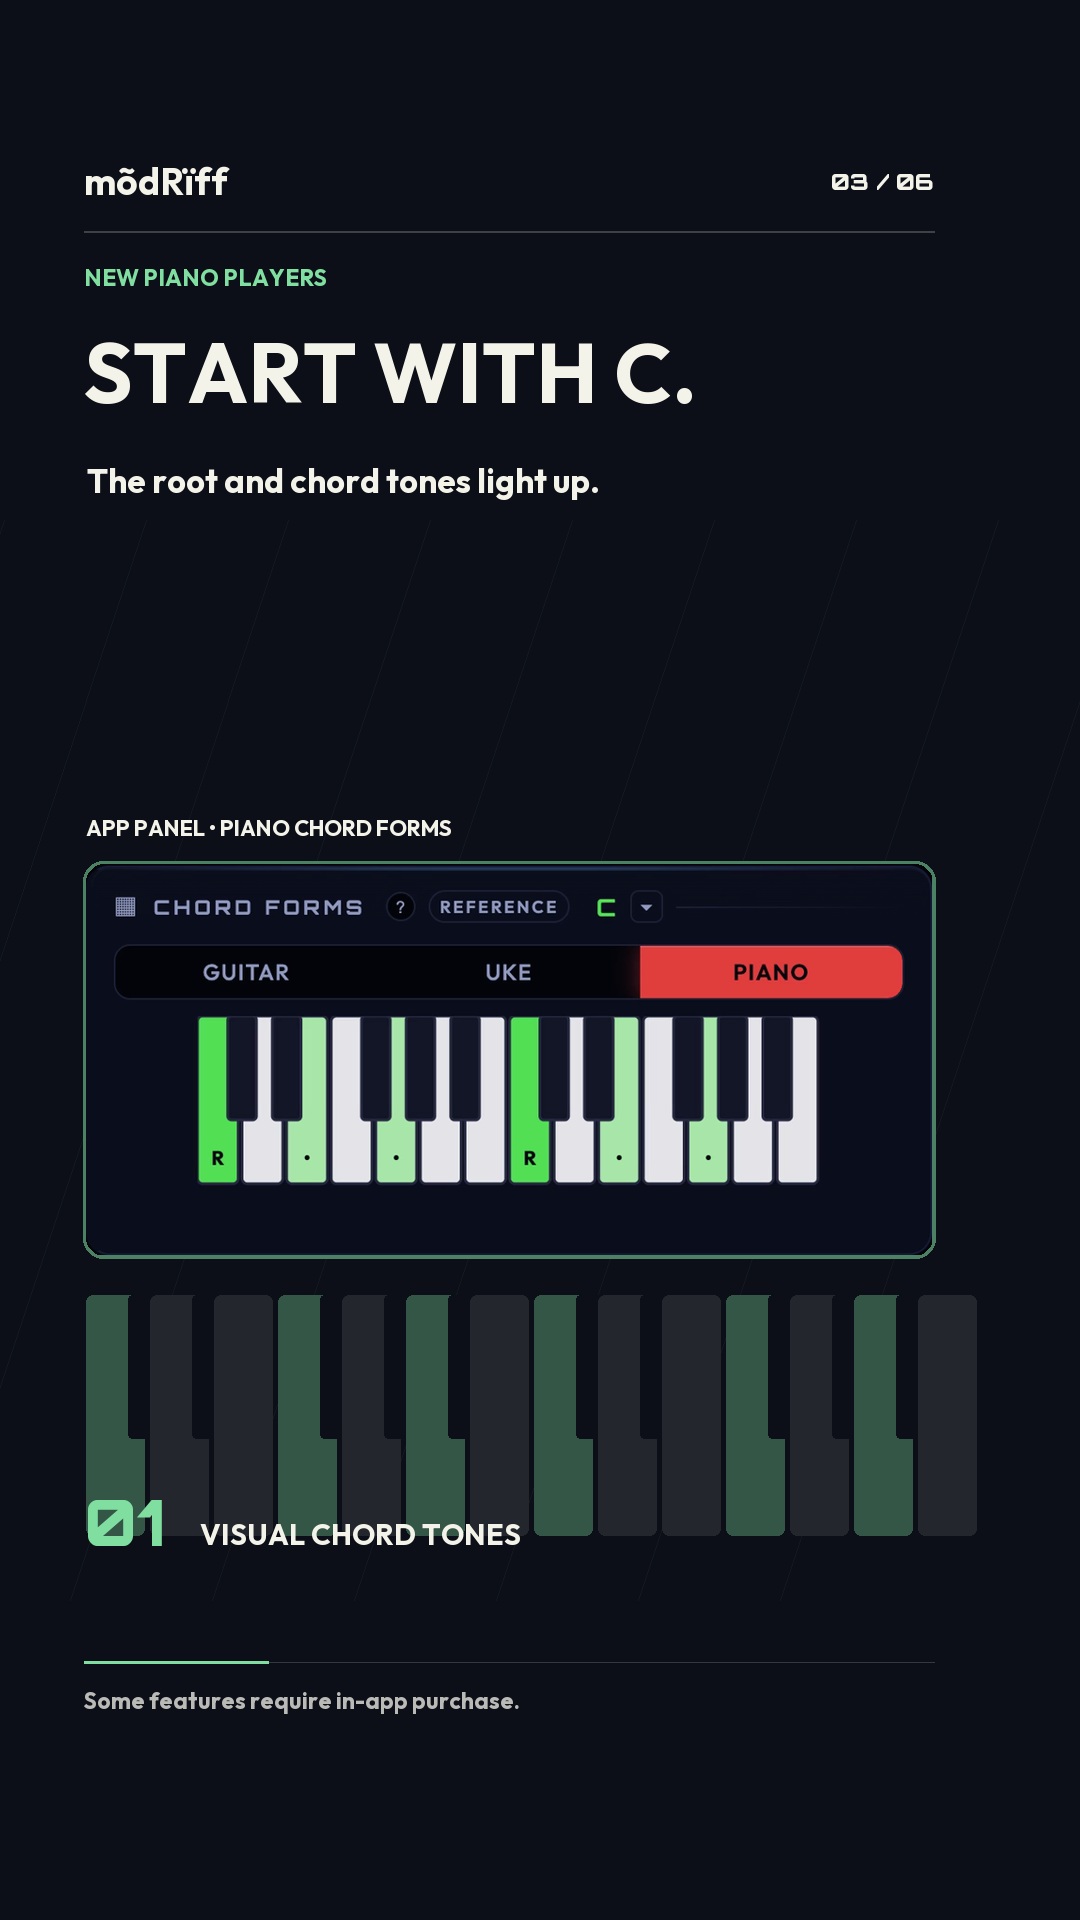 mõdRïff
03 / 06
NEW PIANO PLAYERS
START WITH C.
The root and chord tones light up.
APP PANEL • PIANO CHORD FORMS
CHORD FORMS ? REFERENCE C
GUITAR UKE PIANO
R • • R • •
01 VISUAL CHORD TONES
Some features require in-app purchase.